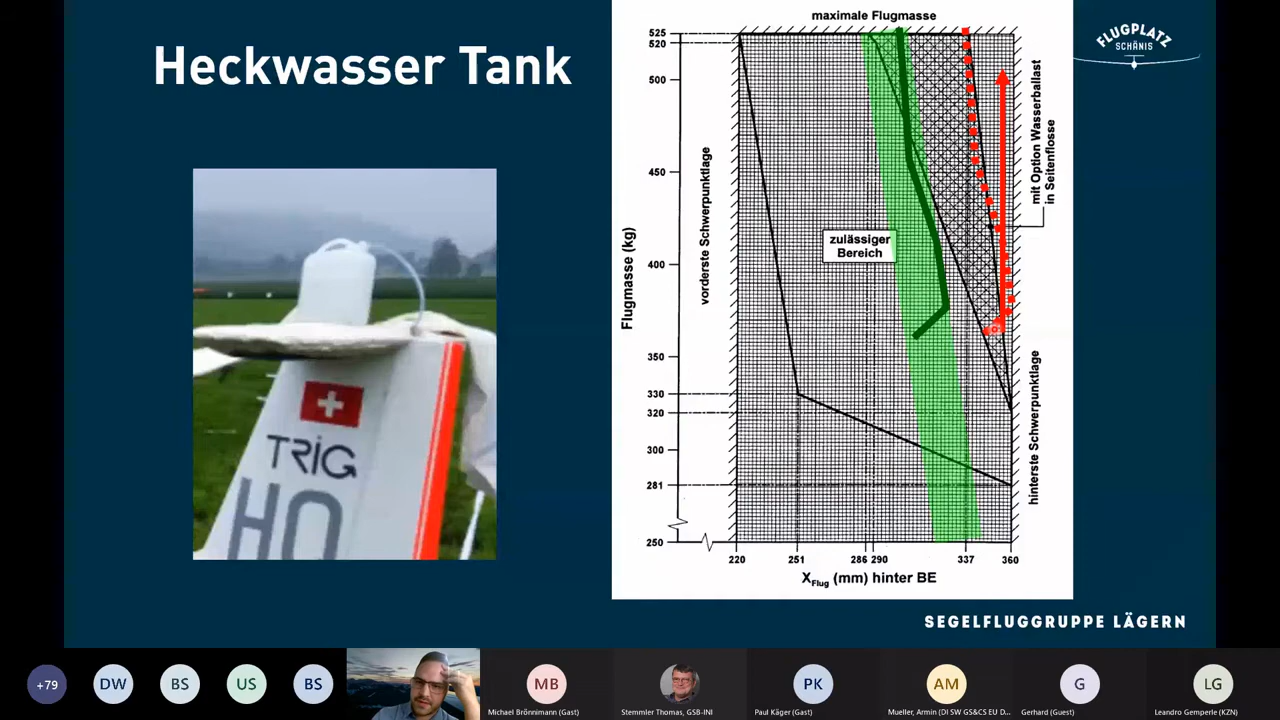 Heckwasser Tank
TRIG
HQ
maximale Flugmasse
525
520
500
450
400
350
330
320
300
281
250
Flugmasse (kg)
vorderste Schwerpunktlage
zulässiger
Bereich
mit Option Wasserballast
in Seitenflosse
hinterste Schwerpunktlage
220
251
286
290
337
360
XFlug (mm) hinter BE
FLUGPLATZ
SCHÄNIS
SEGELFLUGGRUPPE LÄGERN
+79
DW
BS
US
BS
MB
Michael Brönnimann (Gast)
Stemmler Thomas, GSB-INI
PK
Paul Käger (Gast)
AM
Mueller, Armin (DI SW GS&CS EU D...
G
Gerhard (Guest)
LG
Leandro Gemperle (KZN)